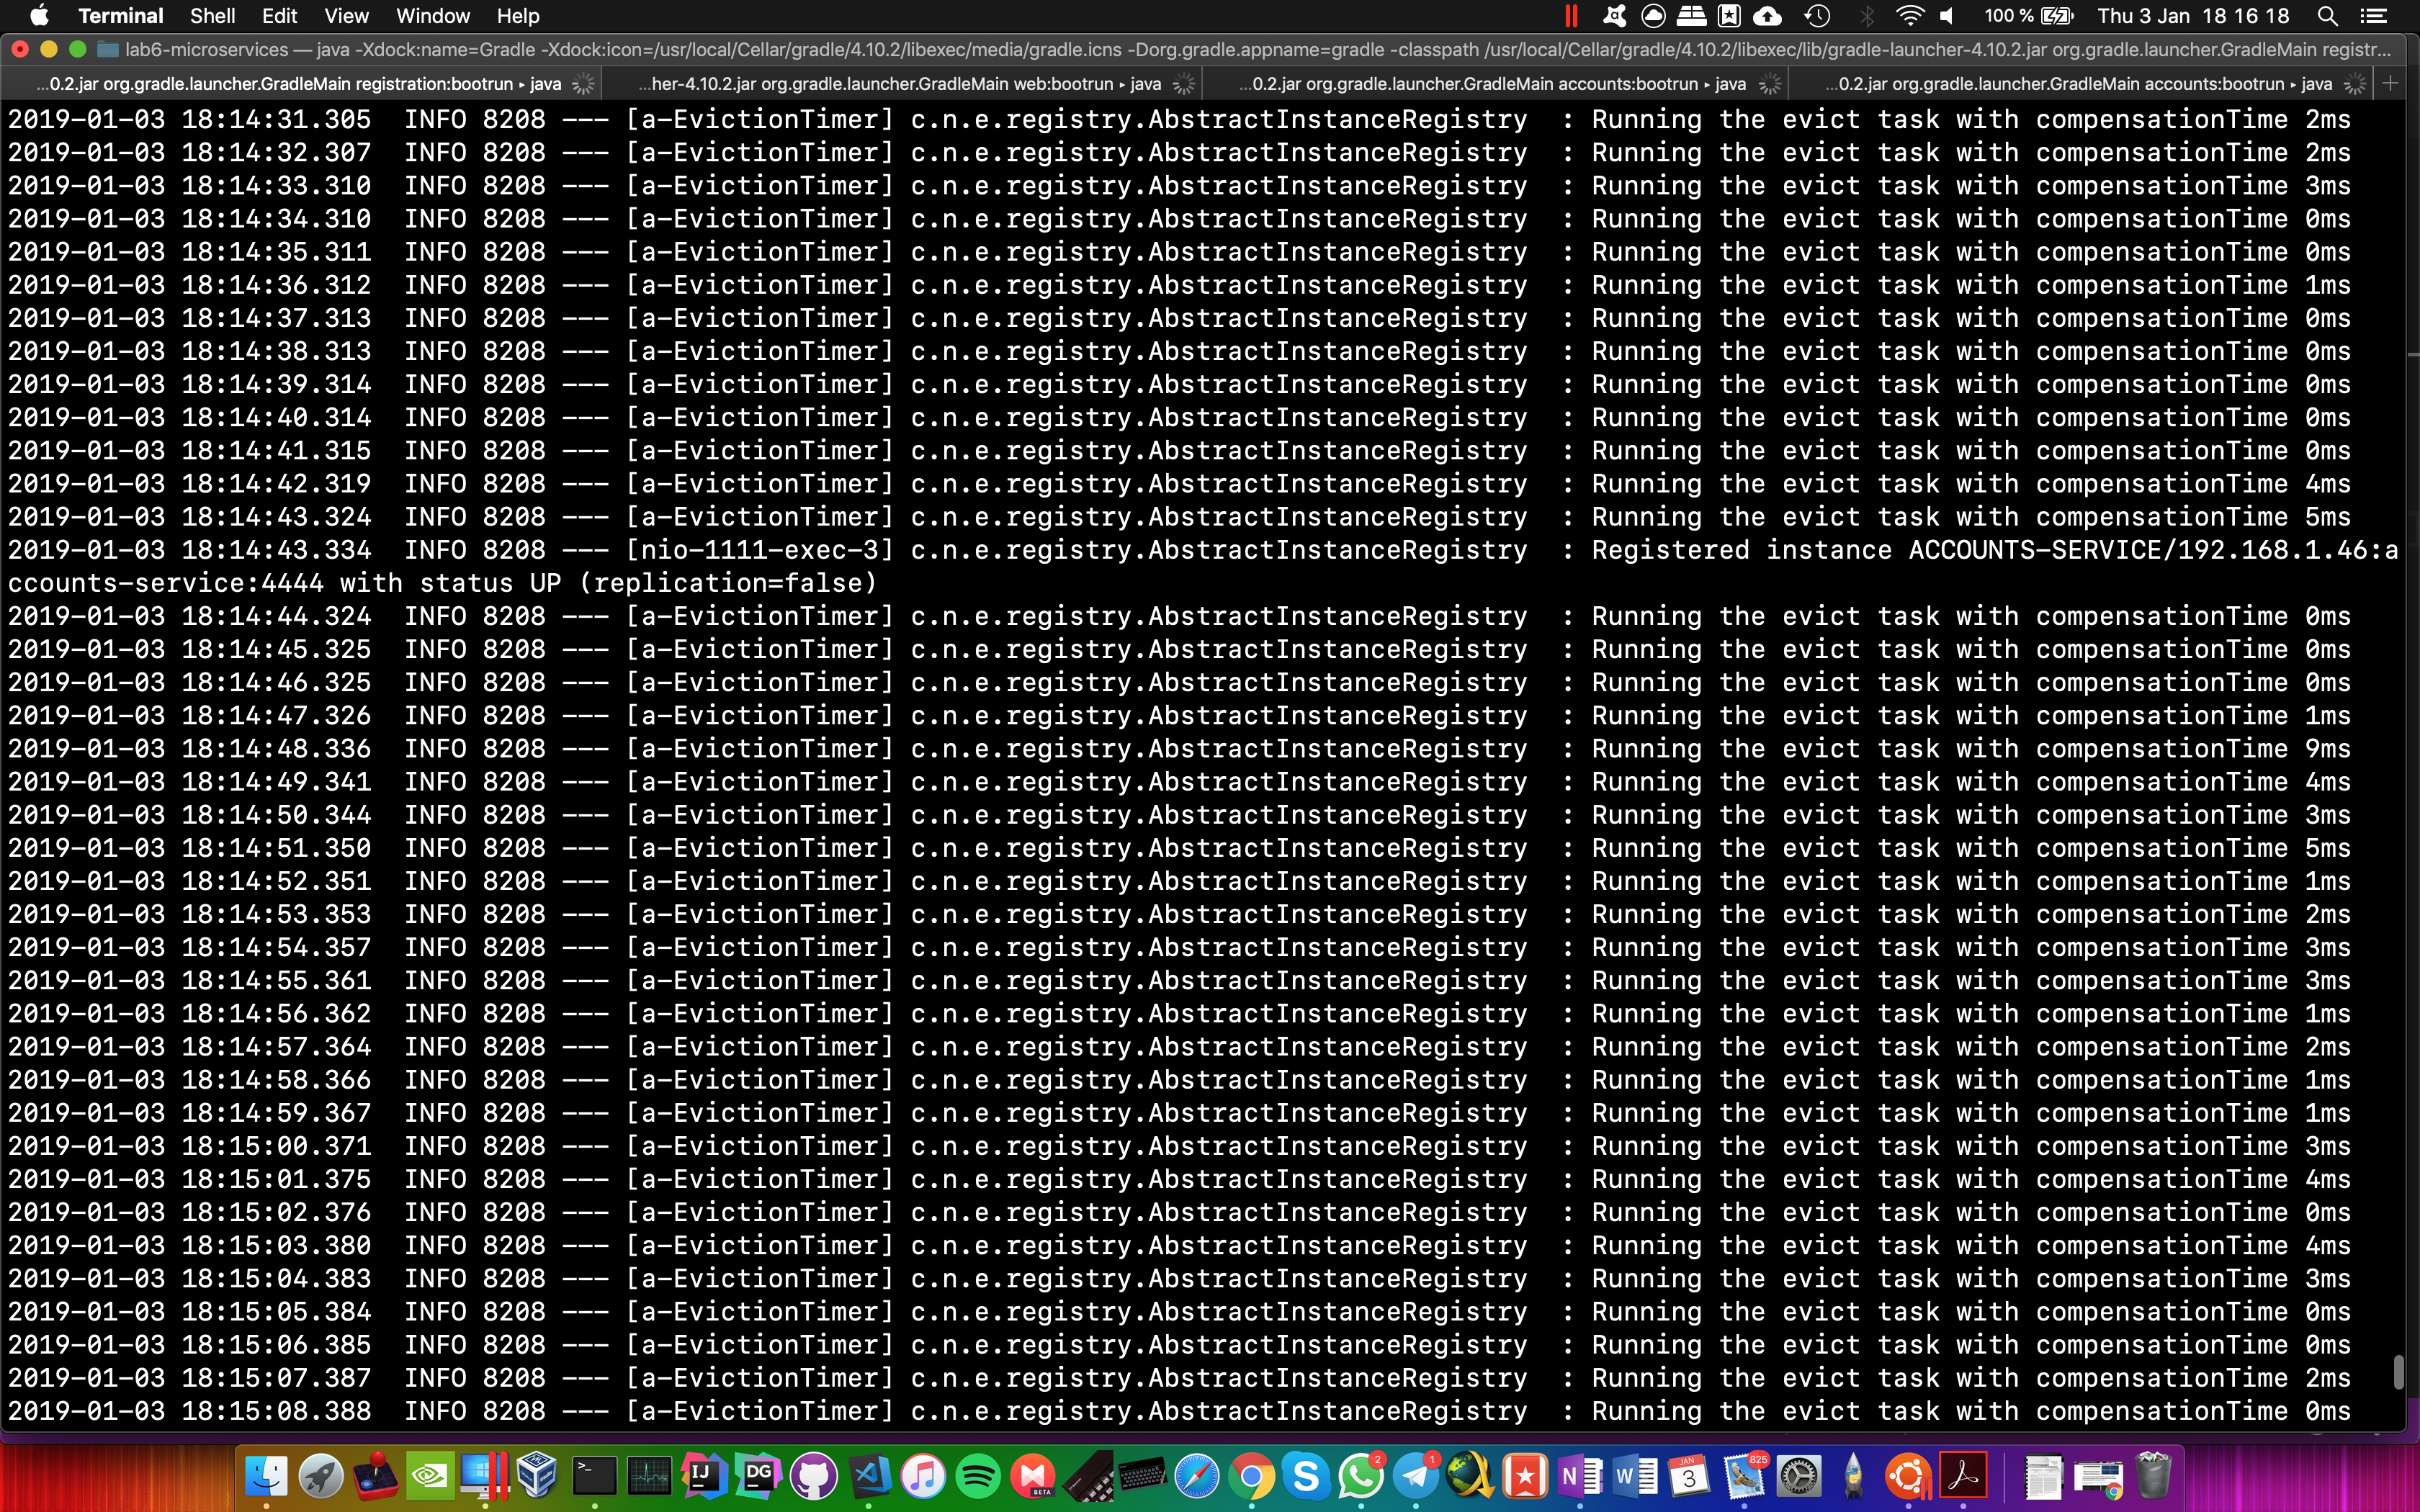 Terminal Shell Edit View Window Help 100 % Thu 3 Jan 18 16 18
lab6-microservices — java -Xdock:name=Gradle -Xdock:icon=/usr/local/Cellar/gradle/4.10.2/libexec/media/gradle.icns -Dorg.gradle.appname=gradle -classpath /usr/local/Cellar/gradle/4.10.2/libexec/lib/gradle-launcher-4.10.2.jar org.gradle.launcher.GradleMain registr...
...0.2.jar org.gradle.launcher.GradleMain registration:bootrun ▸ java ...her-4.10.2.jar org.gradle.launcher.GradleMain web:bootrun ▸ java ...0.2.jar org.gradle.launcher.GradleMain accounts:bootrun ▸ java ...0.2.jar org.gradle.launcher.GradleMain accounts:bootrun ▸ java
2019-01-03 18:14:31.305  INFO 8208 --- [a-EvictionTimer] c.n.e.registry.AbstractInstanceRegistry  : Running the evict task with compensationTime 2ms
2019-01-03 18:14:32.307  INFO 8208 --- [a-EvictionTimer] c.n.e.registry.AbstractInstanceRegistry  : Running the evict task with compensationTime 2ms
2019-01-03 18:14:33.310  INFO 8208 --- [a-EvictionTimer] c.n.e.registry.AbstractInstanceRegistry  : Running the evict task with compensationTime 3ms
2019-01-03 18:14:34.310  INFO 8208 --- [a-EvictionTimer] c.n.e.registry.AbstractInstanceRegistry  : Running the evict task with compensationTime 0ms
2019-01-03 18:14:35.311  INFO 8208 --- [a-EvictionTimer] c.n.e.registry.AbstractInstanceRegistry  : Running the evict task with compensationTime 0ms
2019-01-03 18:14:36.312  INFO 8208 --- [a-EvictionTimer] c.n.e.registry.AbstractInstanceRegistry  : Running the evict task with compensationTime 1ms
2019-01-03 18:14:37.313  INFO 8208 --- [a-EvictionTimer] c.n.e.registry.AbstractInstanceRegistry  : Running the evict task with compensationTime 0ms
2019-01-03 18:14:38.313  INFO 8208 --- [a-EvictionTimer] c.n.e.registry.AbstractInstanceRegistry  : Running the evict task with compensationTime 0ms
2019-01-03 18:14:39.314  INFO 8208 --- [a-EvictionTimer] c.n.e.registry.AbstractInstanceRegistry  : Running the evict task with compensationTime 0ms
2019-01-03 18:14:40.314  INFO 8208 --- [a-EvictionTimer] c.n.e.registry.AbstractInstanceRegistry  : Running the evict task with compensationTime 0ms
2019-01-03 18:14:41.315  INFO 8208 --- [a-EvictionTimer] c.n.e.registry.AbstractInstanceRegistry  : Running the evict task with compensationTime 0ms
2019-01-03 18:14:42.319  INFO 8208 --- [a-EvictionTimer] c.n.e.registry.AbstractInstanceRegistry  : Running the evict task with compensationTime 4ms
2019-01-03 18:14:43.324  INFO 8208 --- [a-EvictionTimer] c.n.e.registry.AbstractInstanceRegistry  : Running the evict task with compensationTime 5ms
2019-01-03 18:14:43.334  INFO 8208 --- [nio-1111-exec-3] c.n.e.registry.AbstractInstanceRegistry  : Registered instance ACCOUNTS-SERVICE/192.168.1.46:a
ccounts-service:4444 with status UP (replication=false)
2019-01-03 18:14:44.324  INFO 8208 --- [a-EvictionTimer] c.n.e.registry.AbstractInstanceRegistry  : Running the evict task with compensationTime 0ms
2019-01-03 18:14:45.325  INFO 8208 --- [a-EvictionTimer] c.n.e.registry.AbstractInstanceRegistry  : Running the evict task with compensationTime 0ms
2019-01-03 18:14:46.325  INFO 8208 --- [a-EvictionTimer] c.n.e.registry.AbstractInstanceRegistry  : Running the evict task with compensationTime 0ms
2019-01-03 18:14:47.326  INFO 8208 --- [a-EvictionTimer] c.n.e.registry.AbstractInstanceRegistry  : Running the evict task with compensationTime 1ms
2019-01-03 18:14:48.336  INFO 8208 --- [a-EvictionTimer] c.n.e.registry.AbstractInstanceRegistry  : Running the evict task with compensationTime 9ms
2019-01-03 18:14:49.341  INFO 8208 --- [a-EvictionTimer] c.n.e.registry.AbstractInstanceRegistry  : Running the evict task with compensationTime 4ms
2019-01-03 18:14:50.344  INFO 8208 --- [a-EvictionTimer] c.n.e.registry.AbstractInstanceRegistry  : Running the evict task with compensationTime 3ms
2019-01-03 18:14:51.350  INFO 8208 --- [a-EvictionTimer] c.n.e.registry.AbstractInstanceRegistry  : Running the evict task with compensationTime 5ms
2019-01-03 18:14:52.351  INFO 8208 --- [a-EvictionTimer] c.n.e.registry.AbstractInstanceRegistry  : Running the evict task with compensationTime 1ms
2019-01-03 18:14:53.353  INFO 8208 --- [a-EvictionTimer] c.n.e.registry.AbstractInstanceRegistry  : Running the evict task with compensationTime 2ms
2019-01-03 18:14:54.357  INFO 8208 --- [a-EvictionTimer] c.n.e.registry.AbstractInstanceRegistry  : Running the evict task with compensationTime 3ms
2019-01-03 18:14:55.361  INFO 8208 --- [a-EvictionTimer] c.n.e.registry.AbstractInstanceRegistry  : Running the evict task with compensationTime 3ms
2019-01-03 18:14:56.362  INFO 8208 --- [a-EvictionTimer] c.n.e.registry.AbstractInstanceRegistry  : Running the evict task with compensationTime 1ms
2019-01-03 18:14:57.364  INFO 8208 --- [a-EvictionTimer] c.n.e.registry.AbstractInstanceRegistry  : Running the evict task with compensationTime 2ms
2019-01-03 18:14:58.366  INFO 8208 --- [a-EvictionTimer] c.n.e.registry.AbstractInstanceRegistry  : Running the evict task with compensationTime 1ms
2019-01-03 18:14:59.367  INFO 8208 --- [a-EvictionTimer] c.n.e.registry.AbstractInstanceRegistry  : Running the evict task with compensationTime 1ms
2019-01-03 18:15:00.371  INFO 8208 --- [a-EvictionTimer] c.n.e.registry.AbstractInstanceRegistry  : Running the evict task with compensationTime 3ms
2019-01-03 18:15:01.375  INFO 8208 --- [a-EvictionTimer] c.n.e.registry.AbstractInstanceRegistry  : Running the evict task with compensationTime 4ms
2019-01-03 18:15:02.376  INFO 8208 --- [a-EvictionTimer] c.n.e.registry.AbstractInstanceRegistry  : Running the evict task with compensationTime 0ms
2019-01-03 18:15:03.380  INFO 8208 --- [a-EvictionTimer] c.n.e.registry.AbstractInstanceRegistry  : Running the evict task with compensationTime 4ms
2019-01-03 18:15:04.383  INFO 8208 --- [a-EvictionTimer] c.n.e.registry.AbstractInstanceRegistry  : Running the evict task with compensationTime 3ms
2019-01-03 18:15:05.384  INFO 8208 --- [a-EvictionTimer] c.n.e.registry.AbstractInstanceRegistry  : Running the evict task with compensationTime 0ms
2019-01-03 18:15:06.385  INFO 8208 --- [a-EvictionTimer] c.n.e.registry.AbstractInstanceRegistry  : Running the evict task with compensationTime 0ms
2019-01-03 18:15:07.387  INFO 8208 --- [a-EvictionTimer] c.n.e.registry.AbstractInstanceRegistry  : Running the evict task with compensationTime 2ms
2019-01-03 18:15:08.388  INFO 8208 --- [a-EvictionTimer] c.n.e.registry.AbstractInstanceRegistry  : Running the evict task with compensationTime 0ms
>_ IJ DG BETA S 2 1 N W JAN 3 825